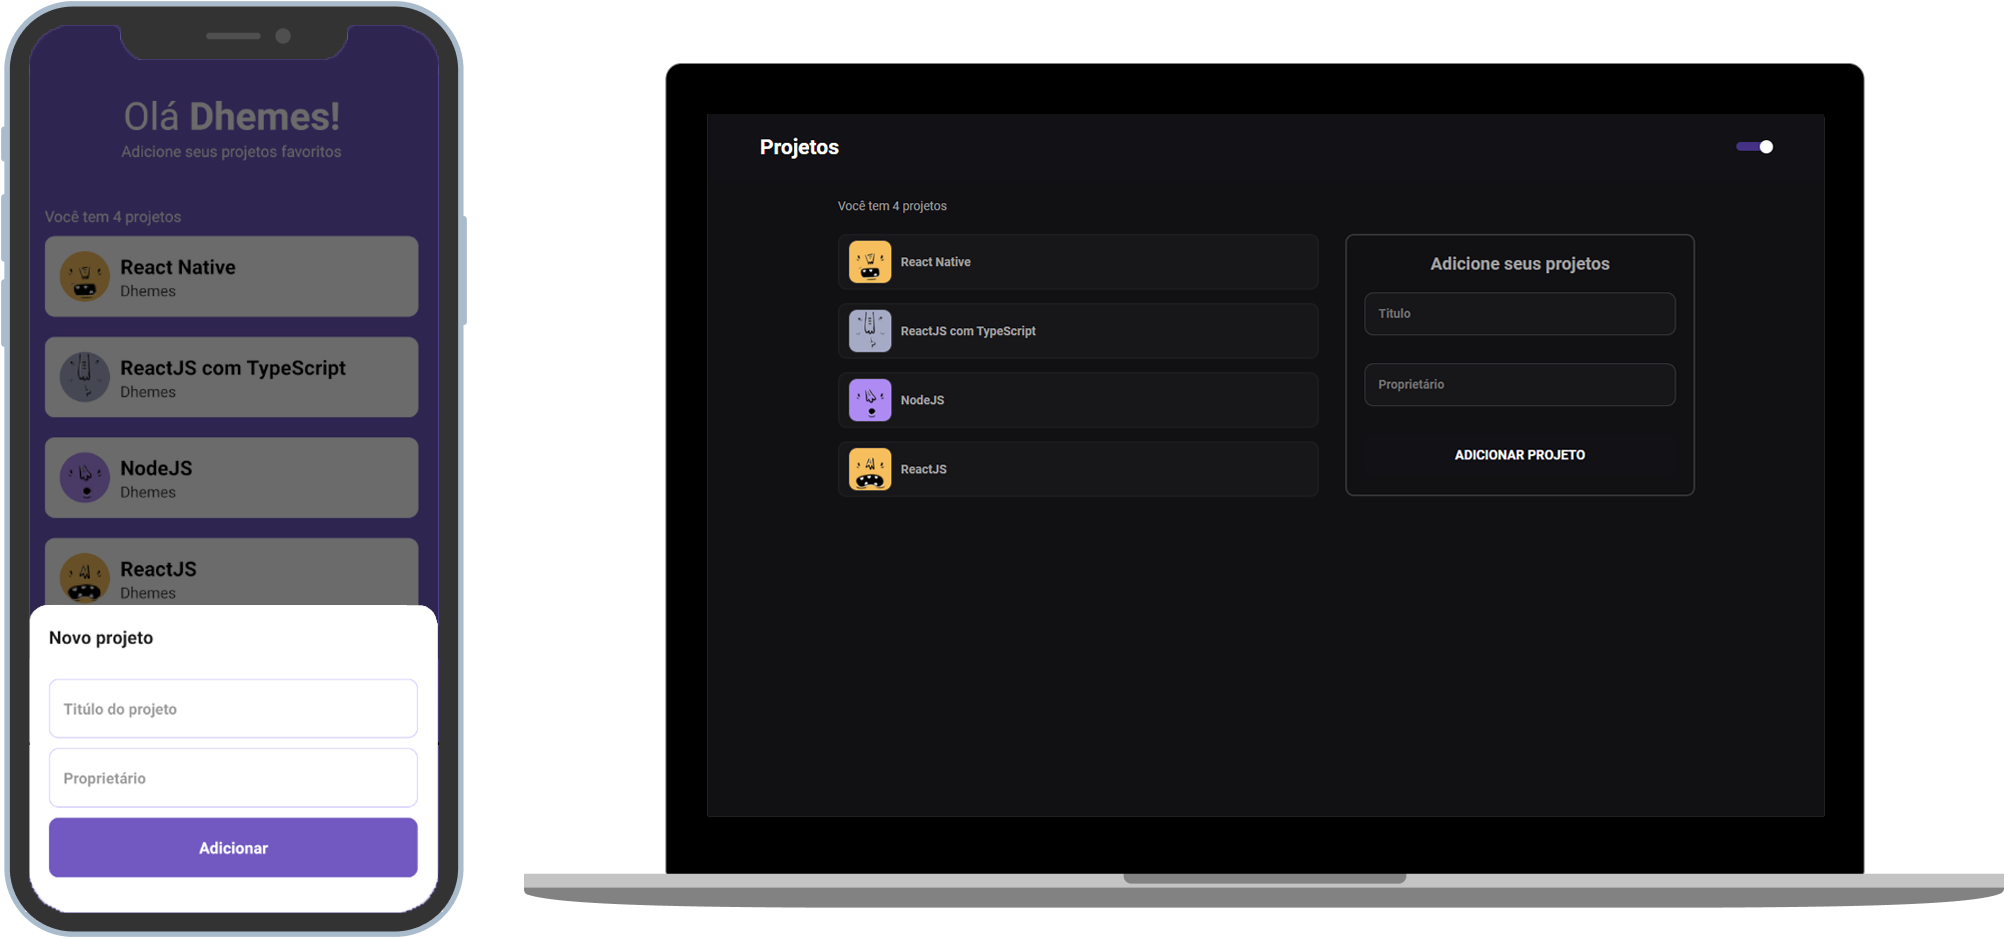 Olá Dhemes!
Adicione seus projetos favoritos
Você tem 4 projetos
React Native
Dhemes
ReactJS com TypeScript
Dhemes
NodeJS
Dhemes
ReactJS
Dhemes
Novo projeto
Titúlo do projeto
Proprietário
Adicionar
Projetos
Você tem 4 projetos
React Native
ReactJS com TypeScript
NodeJS
ReactJS
Adicione seus projetos
Titulo
Proprietário
ADICIONAR PROJETO